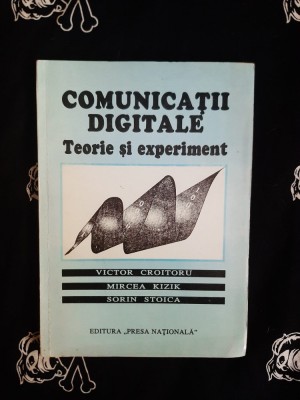 COMUNICAȚII
DIGITALE
Teorie și experiment
VICTOR CROITORU
MIRCEA KIZIK
SORIN STOICA
EDITURA „PRESA NAȚIONALĂ"